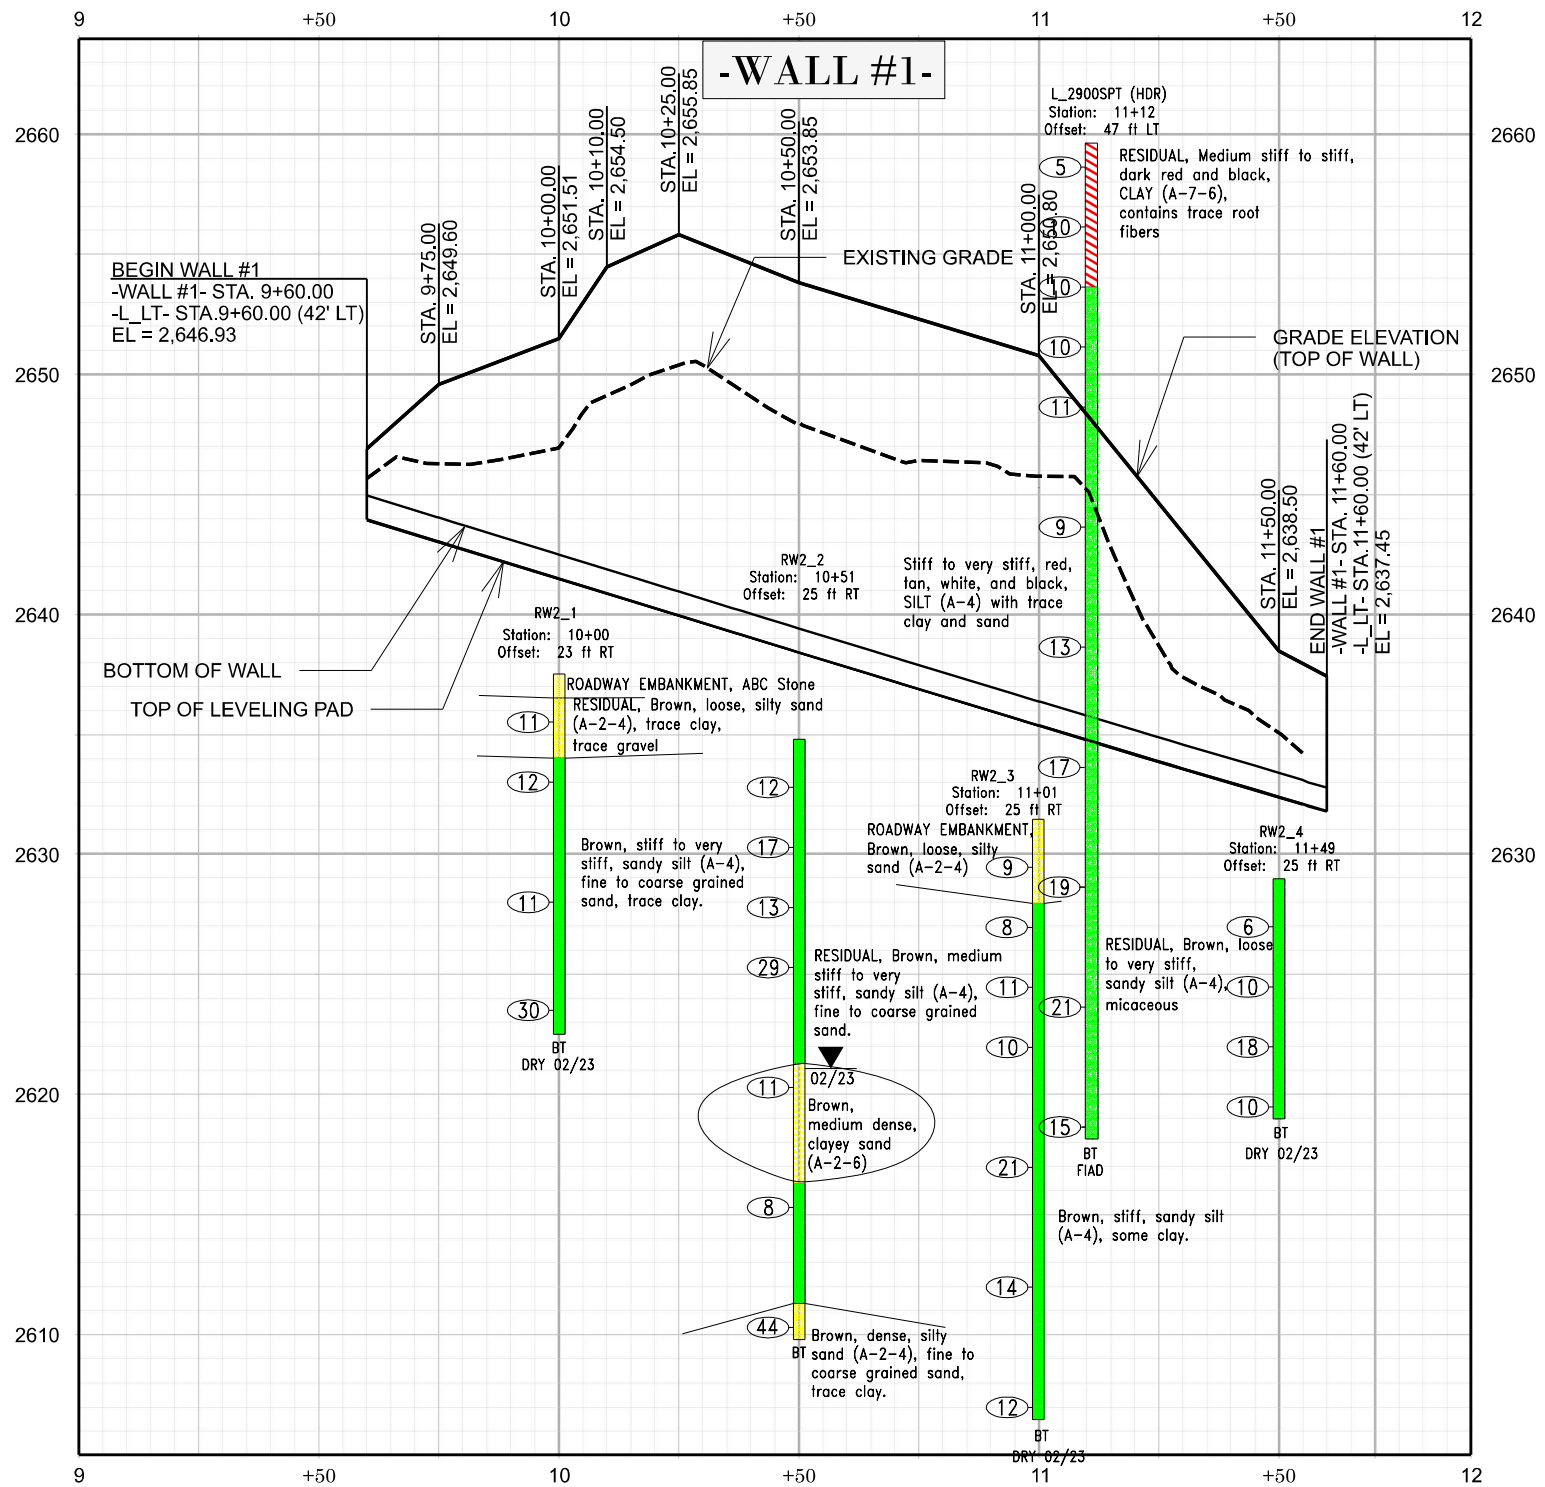 9 +50 10 +50 11 +50 12
-WALL #1-
2660
2650
2640
2630
2620
2610
2660
2650
2640
2630
2620
2610
BEGIN WALL #1
-WALL #1- STA. 9+60.00
-L_LT- STA.9+60.00 (42' LT)
EL = 2,646.93
STA. 9+75.00
EL = 2,649.60
STA. 10+00.00
EL = 2,651.51
STA. 10+10.00
EL = 2,654.50
STA.10+25.00
EL = 2,655.85
STA. 10+50.00
EL = 2,653.85
STA. 11+00.00
EL = 2,650.80
STA. 11+50.00
EL = 2,638.50
END WALL #1
-WALL #1- STA. 11+60.00
-L_LT- STA.11+60.00 (42' LT)
EL = 2,637.45
EXISTING GRADE
GRADE ELEVATION
(TOP OF WALL)
BOTTOM OF WALL
TOP OF LEVELING PAD
L_2900SPT (HDR)
Station: 11+12
Offset: 47 ft LT
5
10
10
10
11
9
13
17
19
21
15
RESIDUAL, Medium stiff to stiff,
dark red and black,
CLAY (A-7-6),
contains trace root
fibers
Stiff to very stiff, red,
tan, white, and black,
SILT (A-4) with trace
clay and sand
RESIDUAL, Brown, loose
to very stiff,
sandy silt (A-4),
micaceous
BT
FIAD
RW2_1
Station: 10+00
Offset: 23 ft RT
ROADWAY EMBANKMENT, ABC Stone
RESIDUAL, Brown, loose, silty sand
(A-2-4), trace clay,
trace gravel
11
12
11
30
Brown, stiff to very
stiff, sandy silt (A-4),
fine to coarse grained
sand, trace clay.
BT
DRY 02/23
RW2_2
Station: 10+51
Offset: 25 ft RT
12
17
13
29
11
8
44
RESIDUAL, Brown, medium
stiff to very
stiff, sandy silt (A-4),
fine to coarse grained
sand.
02/23
Brown,
medium dense,
clayey sand
(A-2-6)
Brown, dense, silty
sand (A-2-4), fine to
coarse grained sand,
trace clay.
BT
RW2_3
Station: 11+01
Offset: 25 ft RT
ROADWAY EMBANKMENT,
Brown, loose, silty
sand (A-2-4)
9
8
11
10
21
14
12
Brown, stiff, sandy silt
(A-4), some clay.
BT
DRY 02/23
RW2_4
Station: 11+49
Offset: 25 ft RT
6
10
18
10
BT
DRY 02/23
9 +50 10 +50 11 +50 12